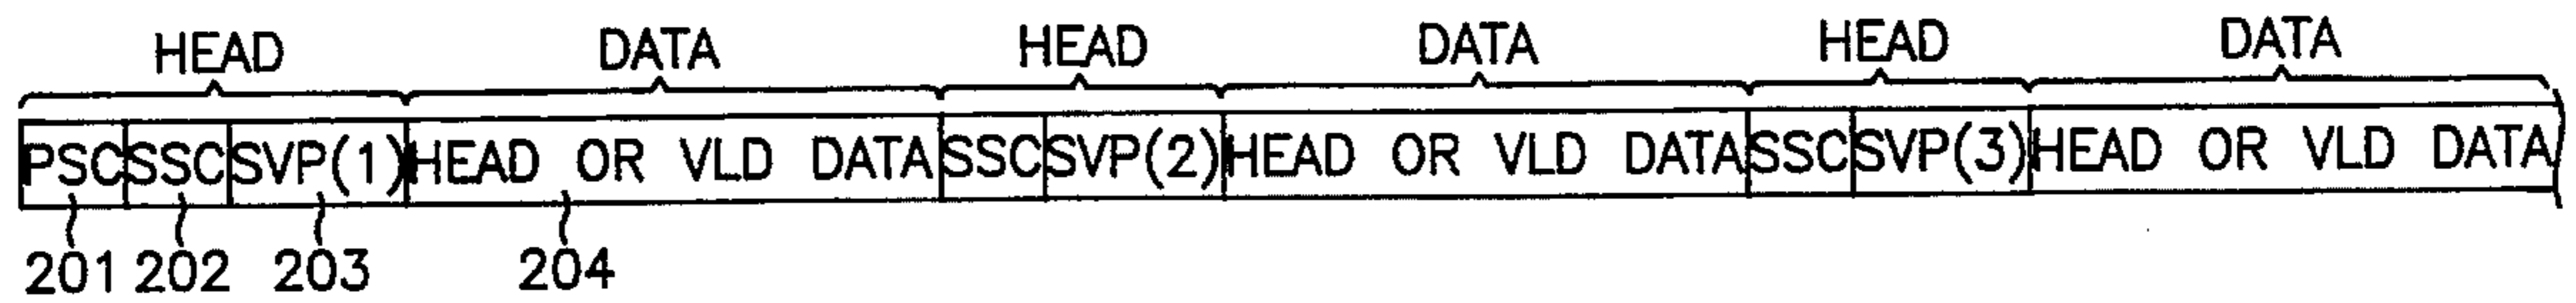 HEAD DATA HEAD DATA HEAD DATA
PSC SSC SVP(1) HEAD OR VLD DATA SSC SVP(2) HEAD OR VLD DATA SSC SVP(3) HEAD OR VLD DATA
201 202 203 204